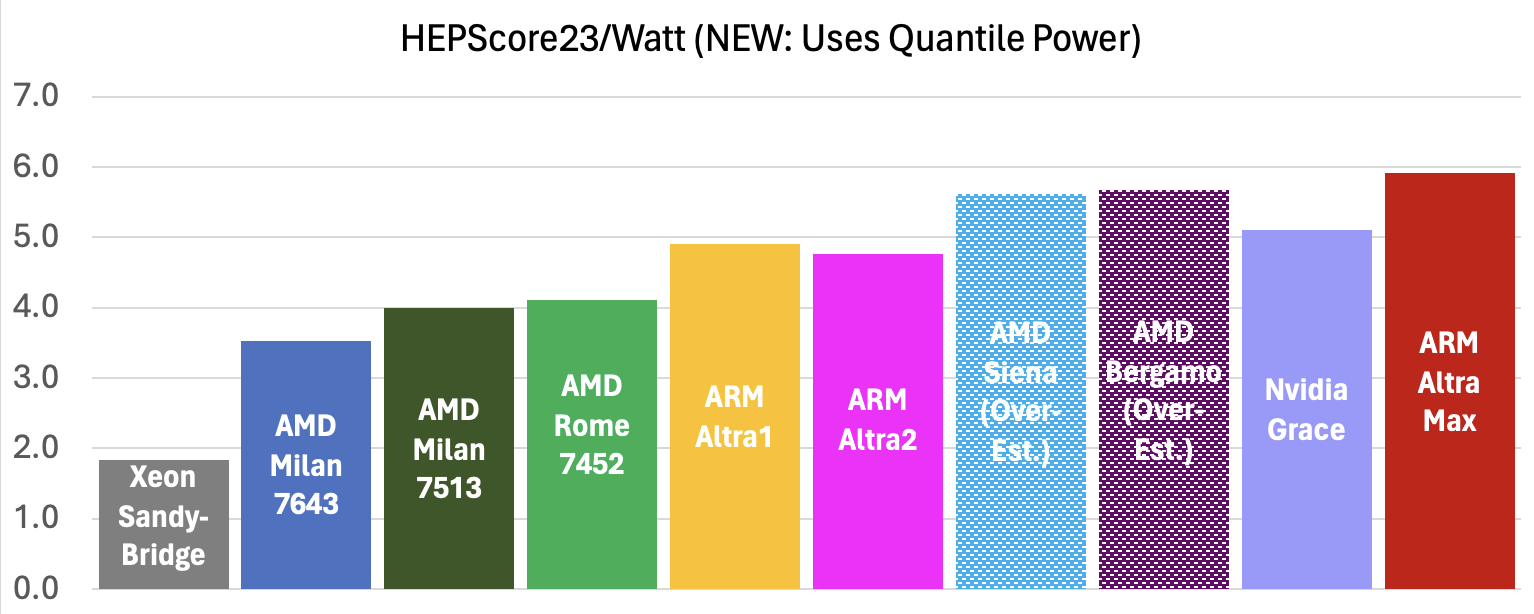 HEPScore23/Watt (NEW: Uses Quantile Power)
7.0
6.0
5.0
4.0
3.0
2.0
1.0
0.0
Xeon
Sandy-
Bridge
AMD
Milan
7643
AMD
Milan
7513
AMD
Rome
7452
ARM
Altra1
ARM
Altra2
AMD
Siena
(Over-
Est.)
AMD
Bergamo
(Over-
Est.)
Nvidia
Grace
ARM
Altra
Max